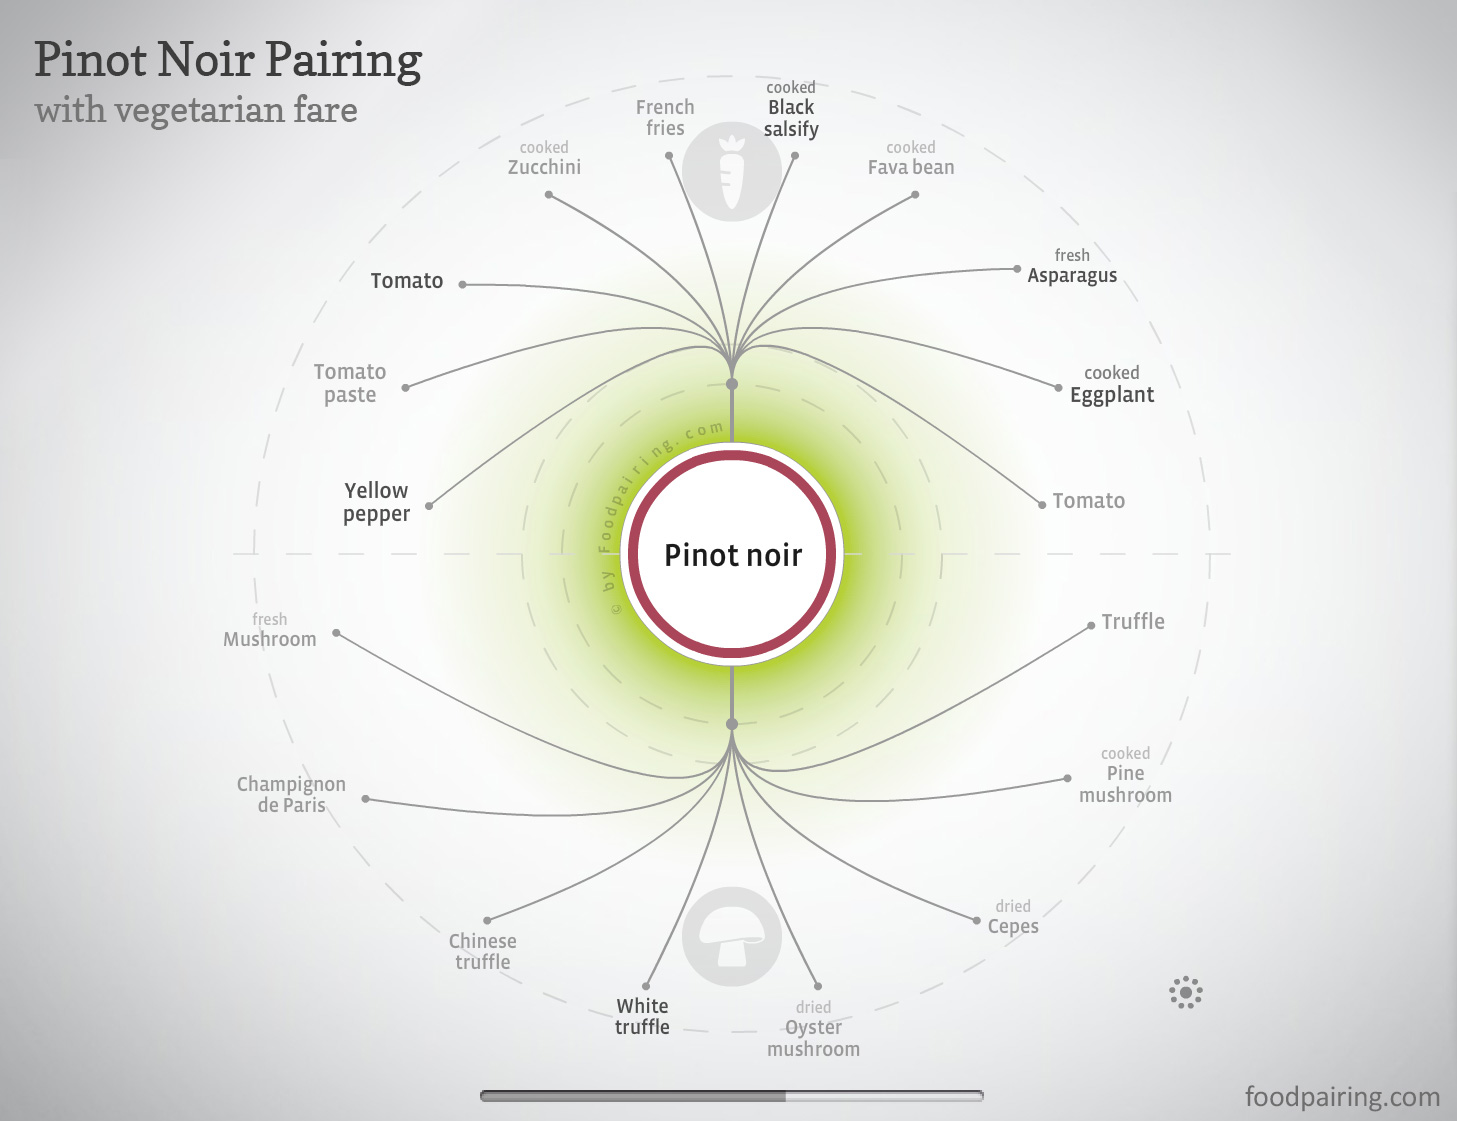 Pinot Noir Pairing
with vegetarian fare
French
fries
cooked
Black
salsify
cooked
Zucchini
cooked
Fava bean
Tomato
fresh
Asparagus
Tomato
paste
cooked
Eggplant
Yellow
pepper
Tomato
© by Foodpairing.com
Pinot noir
fresh
Mushroom
Truffle
Champignon
de Paris
cooked
Pine
mushroom
Chinese
truffle
dried
Cepes
White
truffle
dried
Oyster
mushroom
foodpairing.com